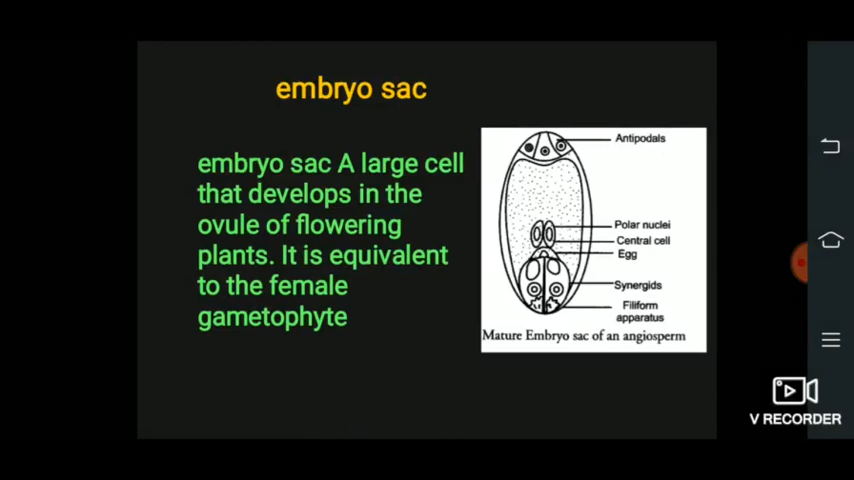 embryo sac
embryo sac A large cell
that develops in the
ovule of flowering
plants. It is equivalent
to the female
gametophyte
Antipodals
Polar nuclei
Central cell
Egg
Synergids
Filiform
apparatus
Mature Embryo sac of an angiosperm
V RECORDER